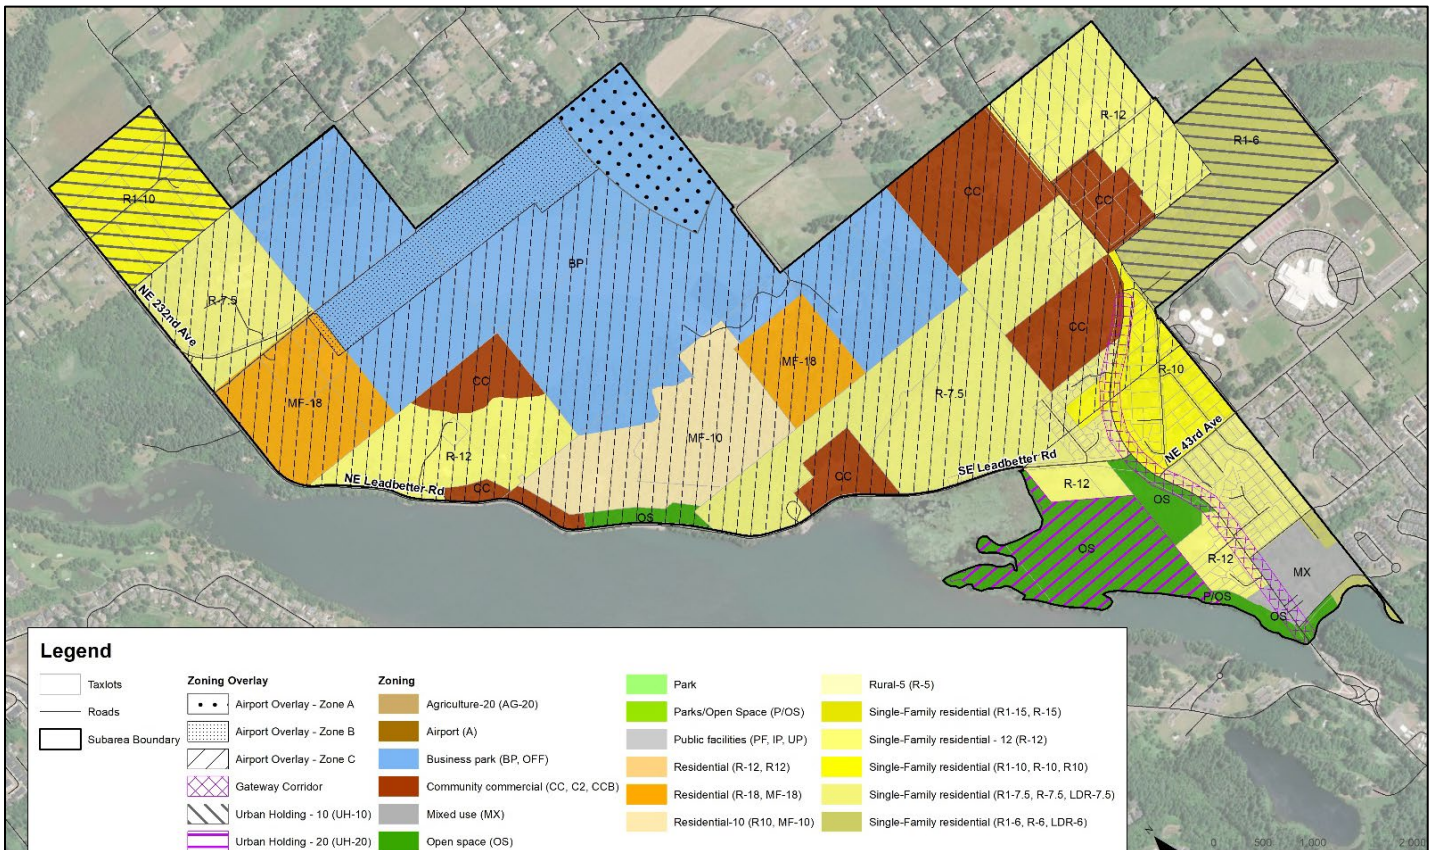 R-12
R1-6
CC
CC
R1-10
BP
R-7.5
NE 232nd Ave
CC
MF-18
R-10
CC
R-7.5
MF-18
MF-10
NE 43rd Ave
R-12
SE Leadbetter Rd
NE Leadbetter Rd
CC
CC
R-12
OS
OS
OS
R-12
MX
P/OS
OS
Legend
Taxlots
Roads
Subarea Boundary
Zoning Overlay
Airport Overlay - Zone A
Airport Overlay - Zone B
Airport Overlay - Zone C
Gateway Corridor
Urban Holding - 10 (UH-10)
Urban Holding - 20 (UH-20)
Zoning
Agriculture-20 (AG-20)
Airport (A)
Business park (BP, OFF)
Community commercial (CC, C2, CCB)
Mixed use (MX)
Open space (OS)
Park
Parks/Open Space (P/OS)
Public facilities (PF, IP, UP)
Residential (R-12, R12)
Residential (R-18, MF-18)
Residential-10 (R10, MF-10)
Rural-5 (R-5)
Single-Family residential (R1-15, R-15)
Single-Family residential - 12 (R-12)
Single-Family residential (R1-10, R-10, R10)
Single-Family residential (R1-7.5, R-7.5, LDR-7.5)
Single-Family residential (R1-6, R-6, LDR-6)
N
0 500 1,000 2,000